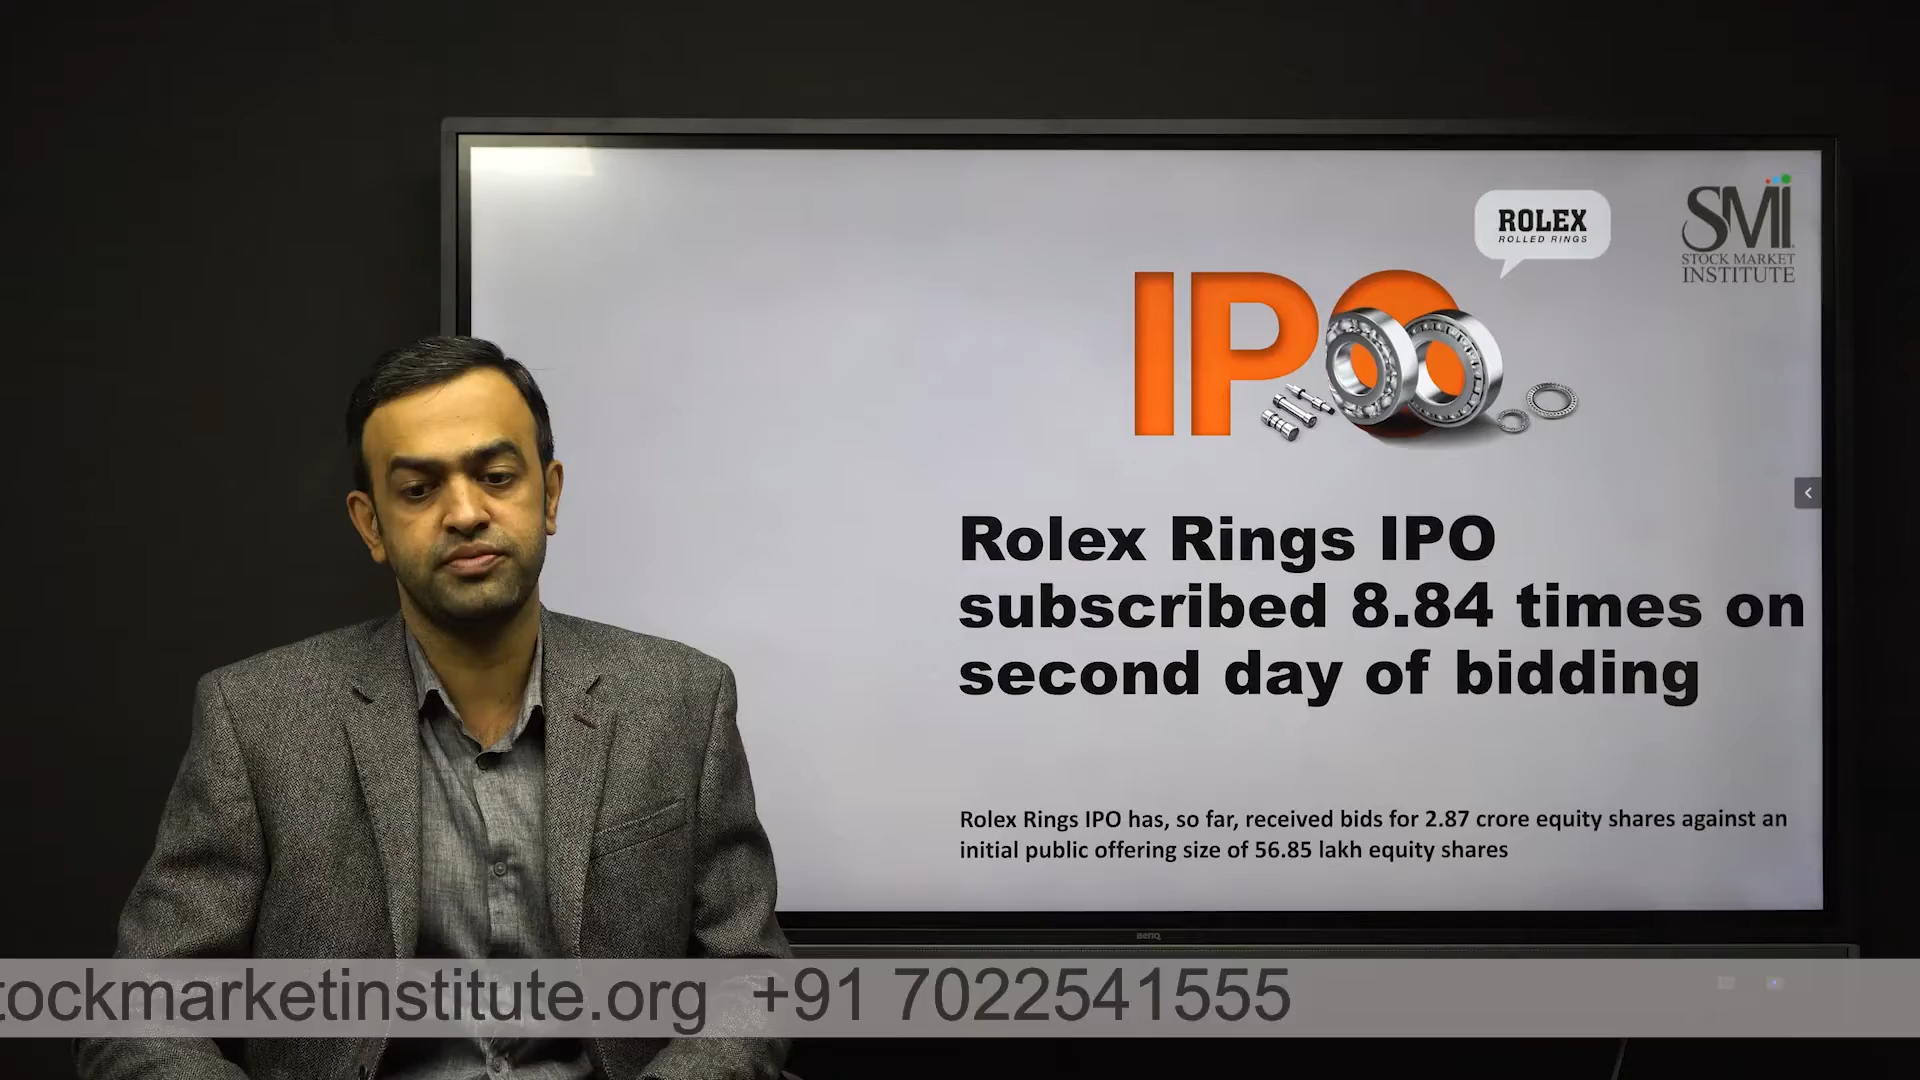 ROLEX
ROLLED RINGS
SMi
STOCK MARKET
INSTITUTE
IPO
Rolex Rings IPO
subscribed 8.84 times on
second day of bidding
Rolex Rings IPO has, so far, received bids for 2.87 crore equity shares against an
initial public offering size of 56.85 lakh equity shares
BenQ
tockmarketinstitute.org +91 7022541555